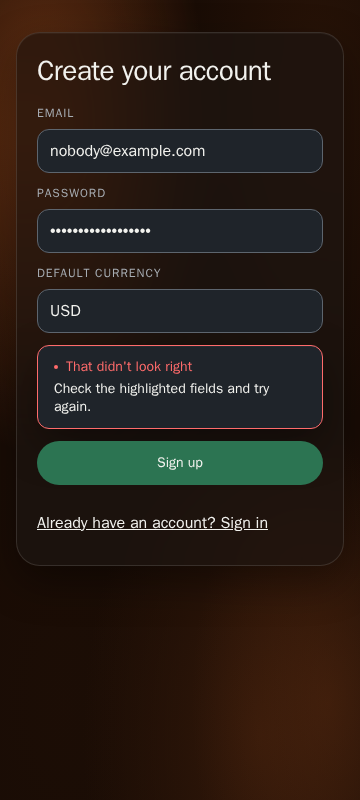 Create your account
EMAIL
nobody@example.com
PASSWORD
••••••••••••••••••
DEFAULT CURRENCY
USD
• That didn't look right
Check the highlighted fields and try
again.
Sign up
Already have an account? Sign in